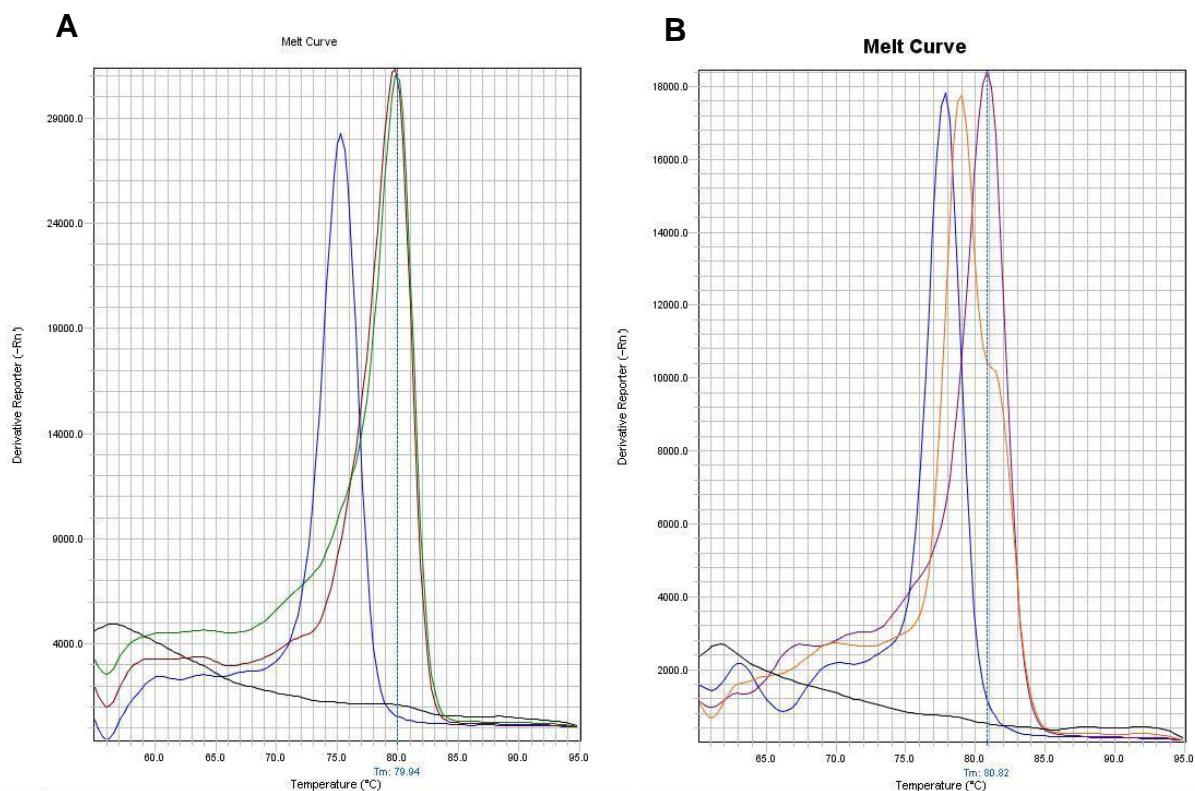 A
Melt Curve
Derivative Reporter (-Rn')
29000.0
24000.0
19000.0
14000.0
9000.0
4000.0
60.0 65.0 70.0 75.0 80.0 85.0 90.0 95.0
Tm: 79.94
Temperature (°C)
B
Melt Curve
Derivative Reporter (-Rn')
18000.0
16000.0
14000.0
12000.0
10000.0
8000.0
6000.0
4000.0
2000.0
65.0 70.0 75.0 80.0 85.0 90.0 95.0
Tm: 80.82
Temperature (°C)